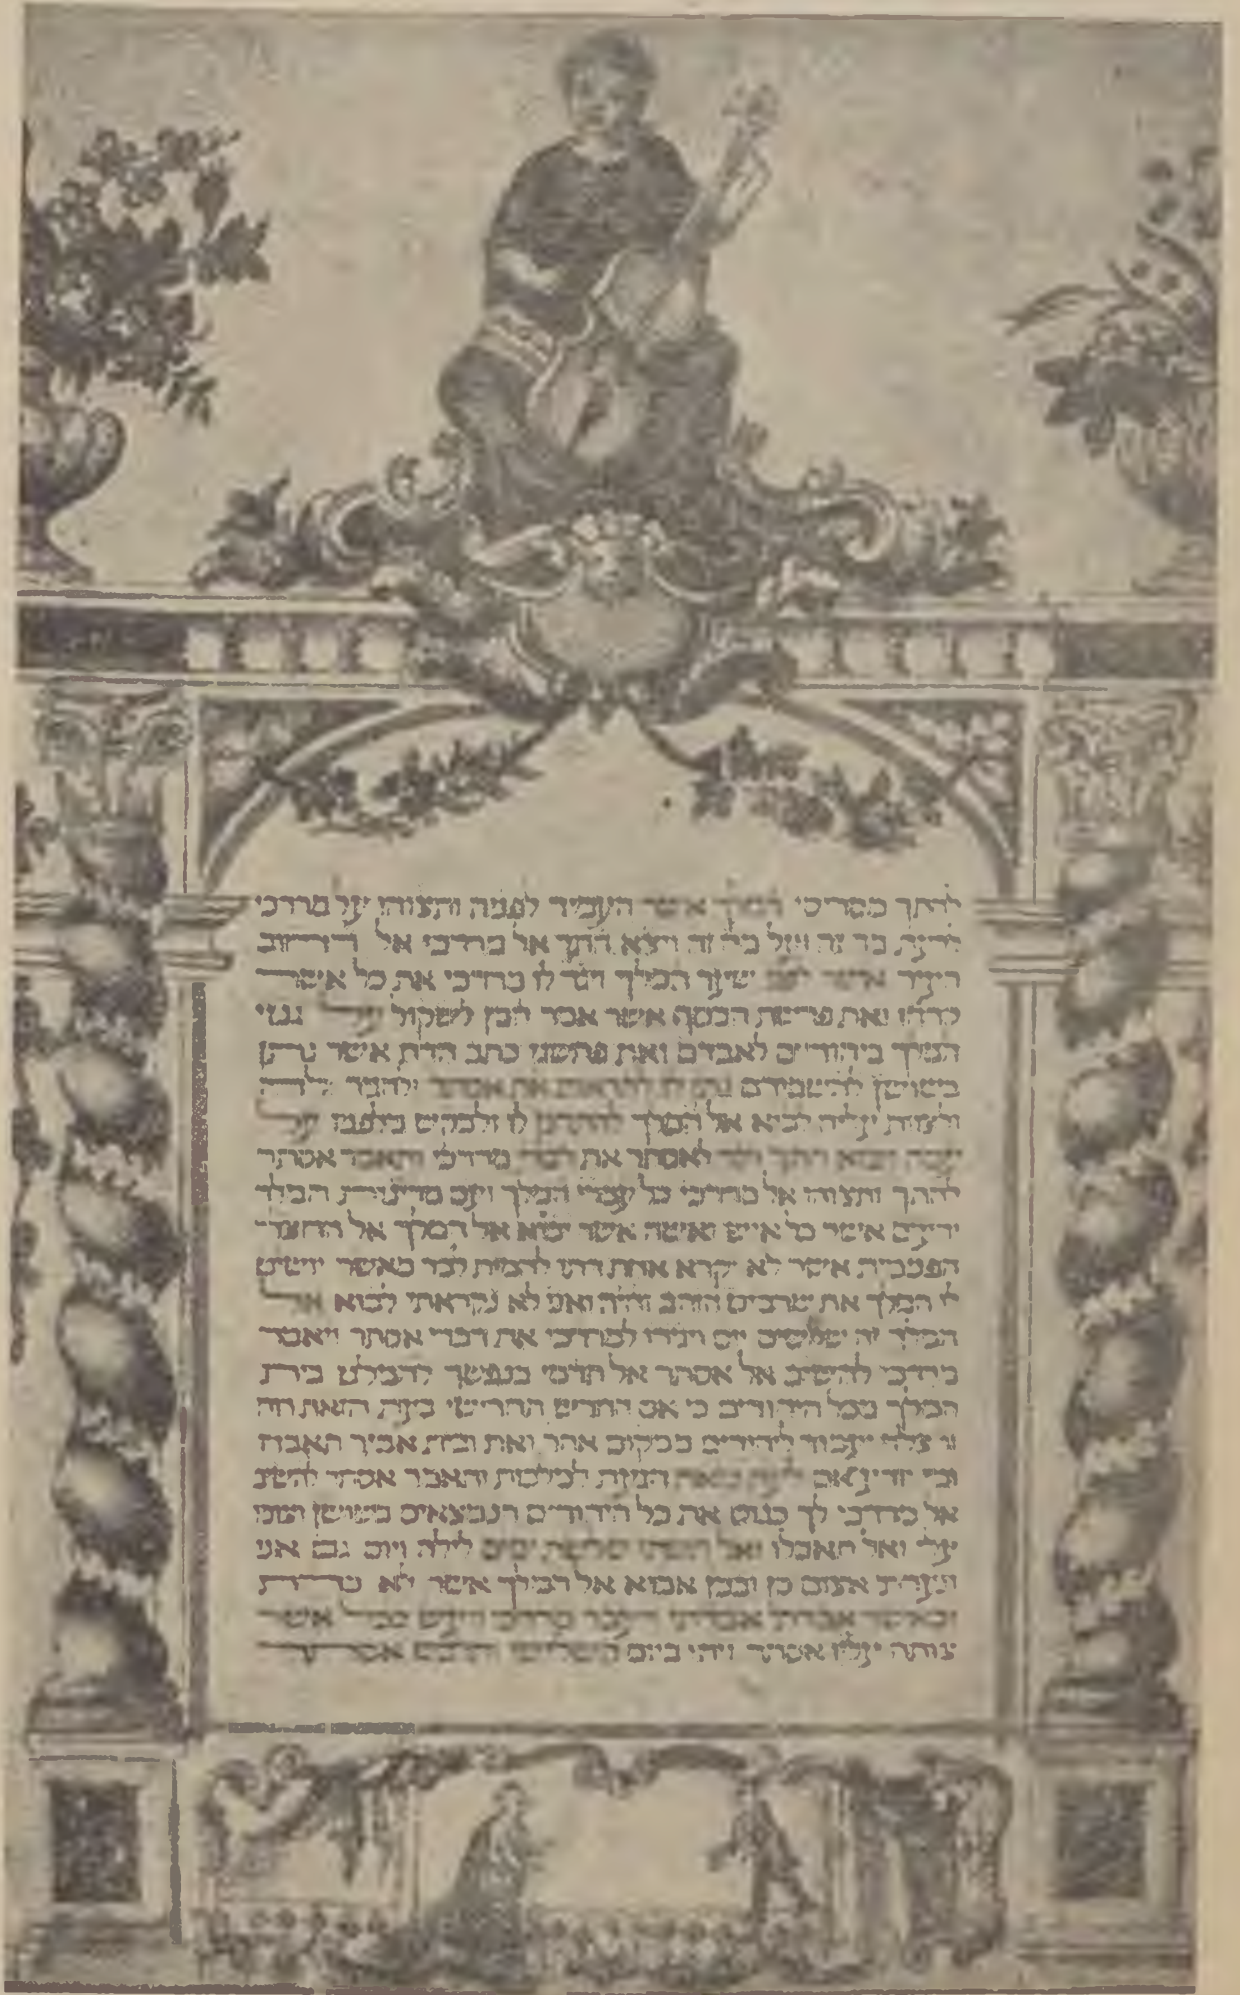 להתך מסריסי המלך אשר העמיד לפניה ותצוהו על מרדכי
לדעת מה זה ועל מה זה ויצא התך אל מרדכי אל רחוב
העיר אשר לפני שער המלך ויגד לו מרדכי את כל אשר
קרהו ואת פרשת הכסף אשר אמר המן לשקול על גנזי
המלך ביהודיים לאבדם ואת פתשגן כתב הדת אשר נתן
בשושן להשמידם נתן לו להראות את אסתר ולהגיד לה
ולצוות עליה לבוא אל המלך להתחנן לו ולבקש מלפניו על
עמה ויבוא התך ויגד לאסתר את דברי מרדכי ותאמר אסתר
להתך ותצוהו אל מרדכי כל עבדי המלך ועם מדינות המלך
יודעים אשר כל איש ואשה אשר יבוא אל המלך אל החצר
הפנימית אשר לא יקרא אחת דתו להמית לבד מאשר יושיט
לו המלך את שרביט הזהב וחיה ואני לא נקראתי לבוא אל
המלך זה שלושים יום ויגידו למרדכי את דברי אסתר ויאמר
מרדכי להשיב אל אסתר אל תדמי בנפשך להמלט בית
המלך מכל היהודים כי אם החרש תחרישי בעת הזאת רוח
והצלה יעמוד ליהודים ממקום אחר ואת ובית אביך תאבדו
ומי יודע אם לעת כזאת הגעת למלכות ותאמר אסתר להשיב
אל מרדכי לך כנוס את כל היהודים הנמצאים בשושן וצומו
עלי ואל תאכלו ואל תשתו שלשת ימים לילה ויום גם אני
ונערתי אצום כן ובכן אבוא אל המלך אשר לא כדת
וכאשר אבדתי אבדתי ויעבר מרדכי ויעש ככל אשר
צותה עליו אסתר ויהי ביום השלישי ותלבש אסתר